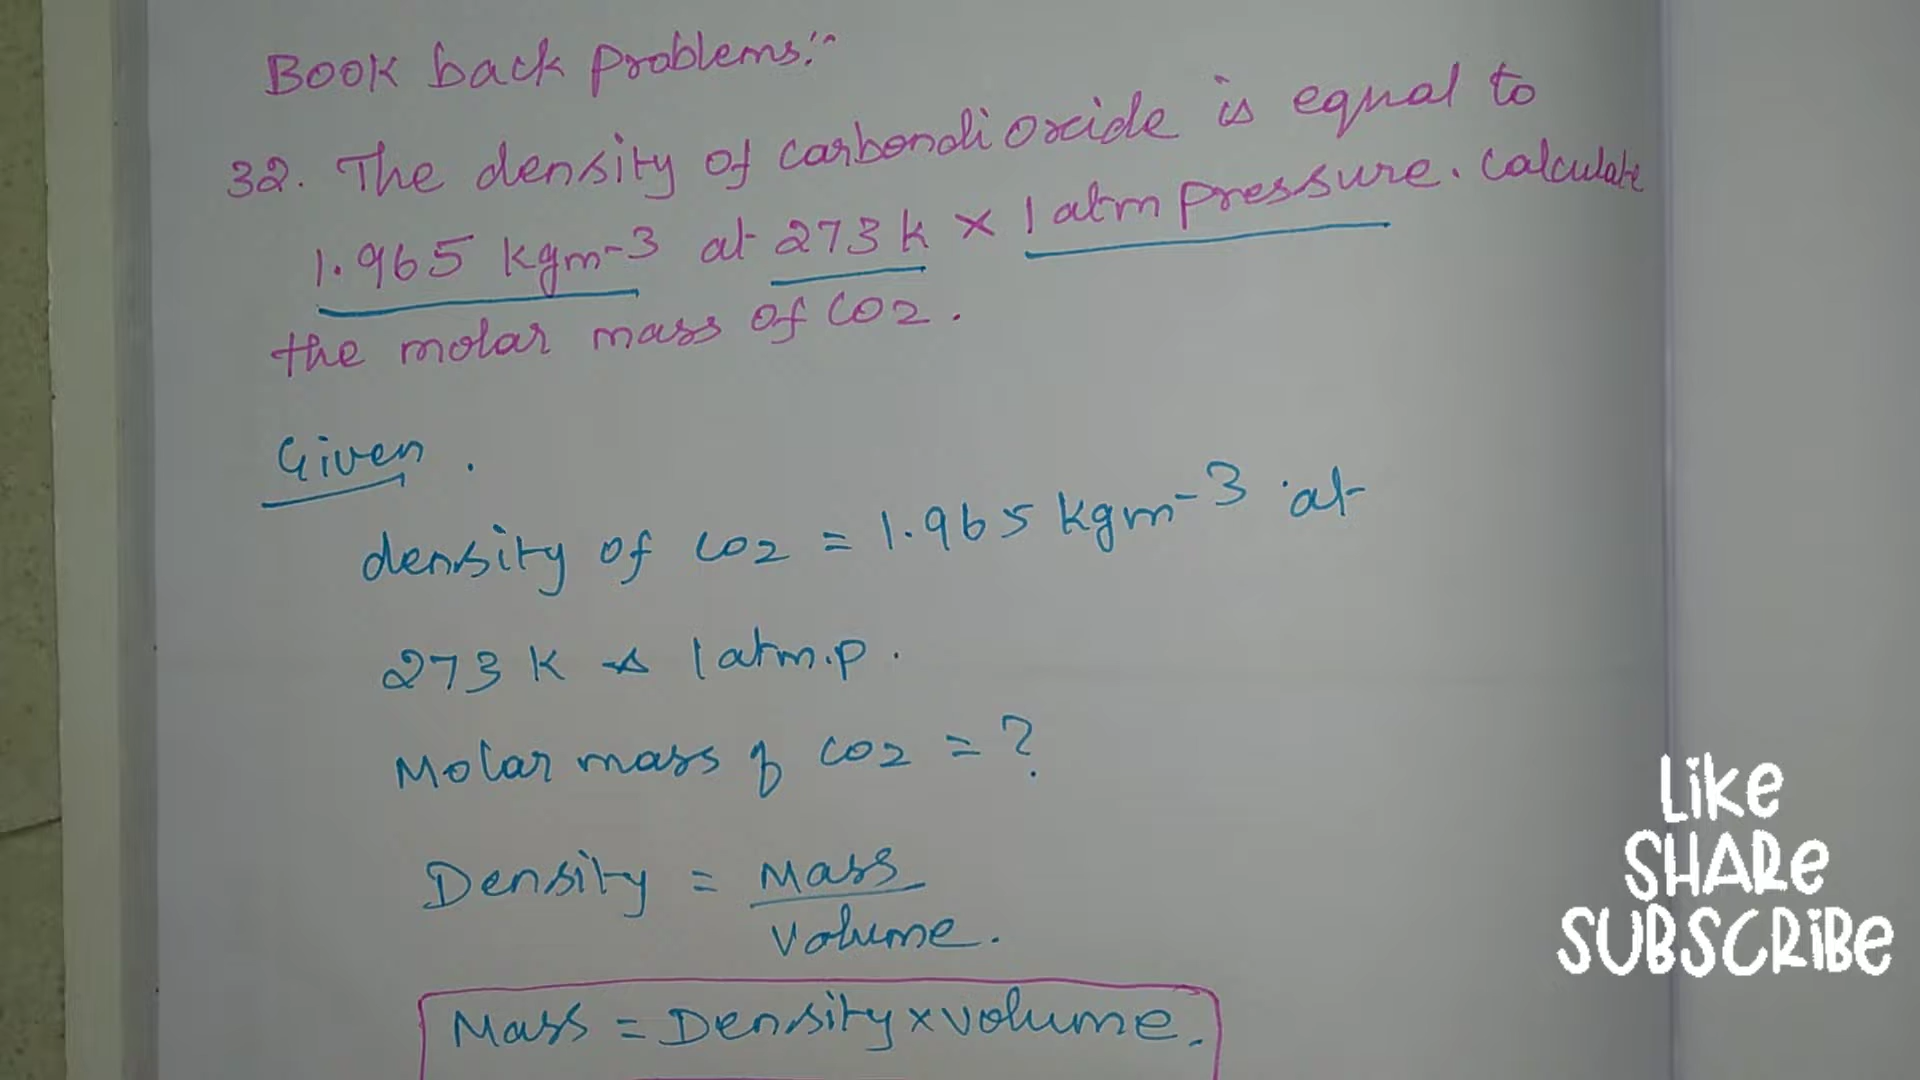 Book back problems:-
32. The density of carbondioxide is equal to
1.965 kgm-3 at 273 k × 1 atm pressure. Calculate
the molar mass of CO2.
Given.
density of CO2 = 1.965 kgm-3 at
273 K & 1 atm.p.
Molar mass of CO2 = ?
Density = Mass
Volume.
Mass = Density × volume.
LiKe
SHARe
SUBSCRiBe